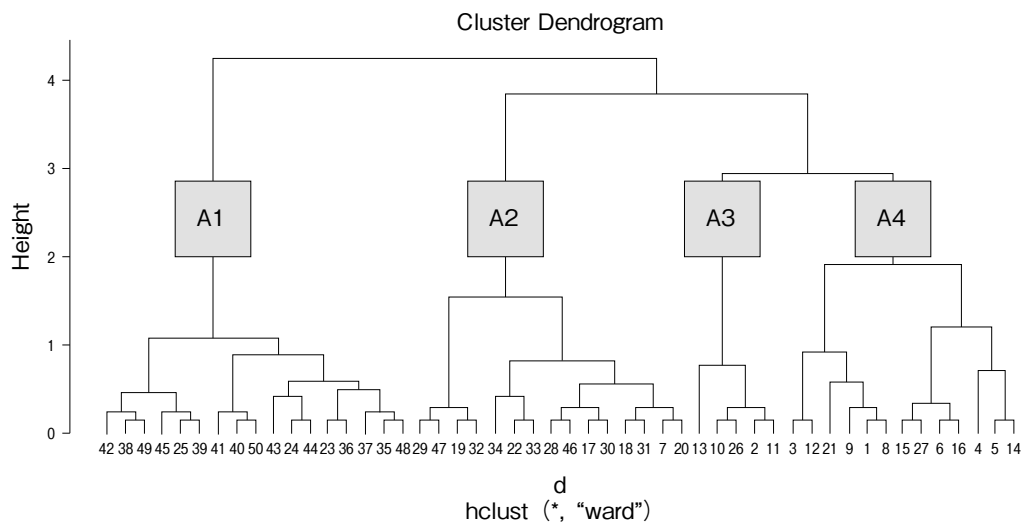 Cluster Dendrogram
Height
4
3
2
1
0
A1
A2
A3
A4
42 38 49 45 25 39 41 40 50 43 24 44 23 36 37 35 48 29 47 19 32 34 22 33 28 46 17 30 18 31 7 20 13 10 26 2 11 3 12 21 9 1 8 15 27 6 16 4 5 14
d
hclust (*, “ward”)